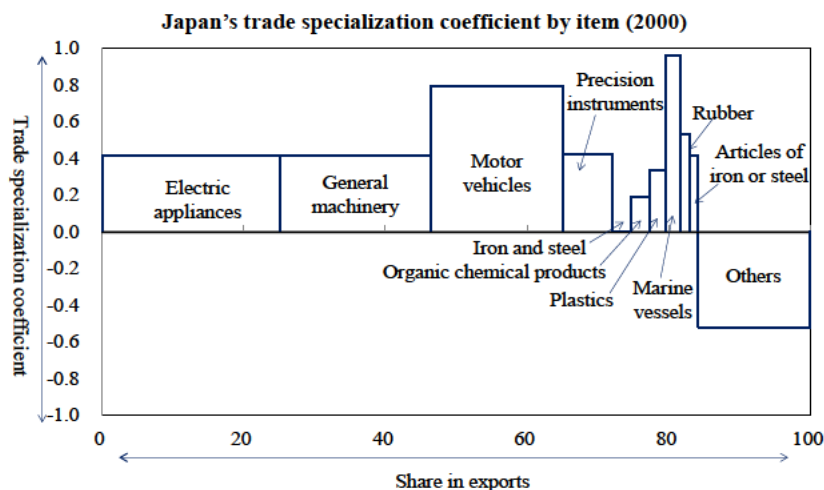 Japan's trade specialization coefficient by item (2000)
1.0
0.8
0.6
0.4
0.2
0.0
-0.2
-0.4
-0.6
-0.8
-1.0
Trade specialization coefficient
Electric
appliances
General
machinery
Motor
vehicles
Precision
instruments
Rubber
Articles of
iron or steel
Iron and steel
Organic chemical products
Plastics
Marine
vessels
Others
0
20
40
60
80
100
Share in exports